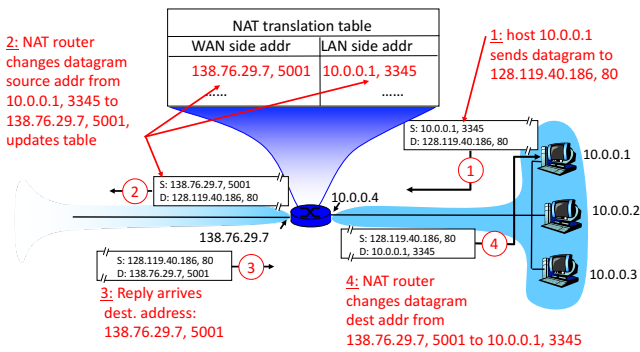 NAT translation table
WAN side addr LAN side addr
138.76.29.7, 5001 10.0.0.1, 3345
…… ……
2: NAT router
changes datagram
source addr from
10.0.0.1, 3345 to
138.76.29.7, 5001,
updates table
1: host 10.0.0.1
sends datagram to
128.119.40.186, 80
S: 10.0.0.1, 3345
D: 128.119.40.186, 80
1
10.0.0.1
S: 138.76.29.7, 5001
D: 128.119.40.186, 80
2
10.0.0.4
10.0.0.2
138.76.29.7
S: 128.119.40.186, 80
D: 10.0.0.1, 3345
4
S: 128.119.40.186, 80
D: 138.76.29.7, 5001
3
10.0.0.3
3: Reply arrives
dest. address:
138.76.29.7, 5001
4: NAT router
changes datagram
dest addr from
138.76.29.7, 5001 to 10.0.0.1, 3345